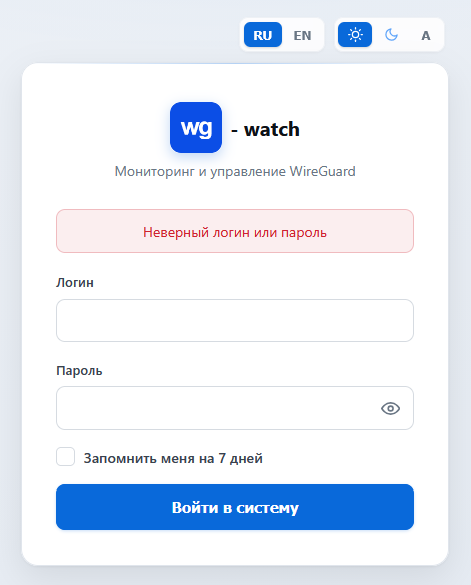 RU EN A
wg - watch
Мониторинг и управление WireGuard
Неверный логин или пароль
Логин
Пароль
Запомнить меня на 7 дней
Войти в систему